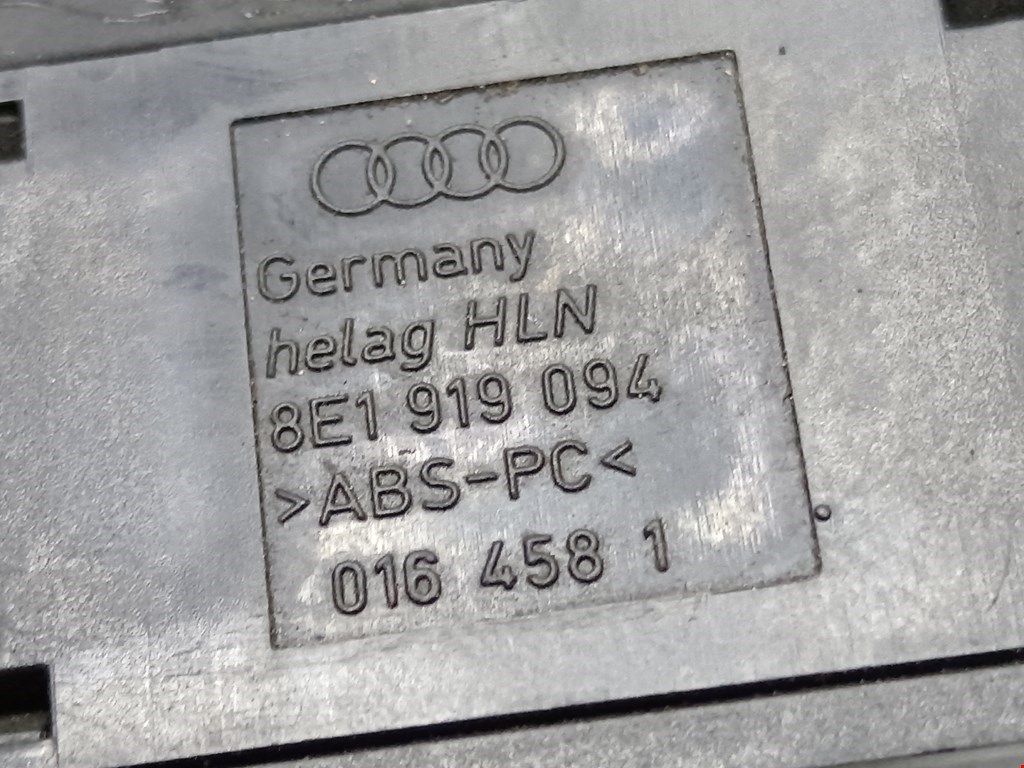 Germany
helag HLN
8E1 919 094
>ABS-PC<
016 458 1